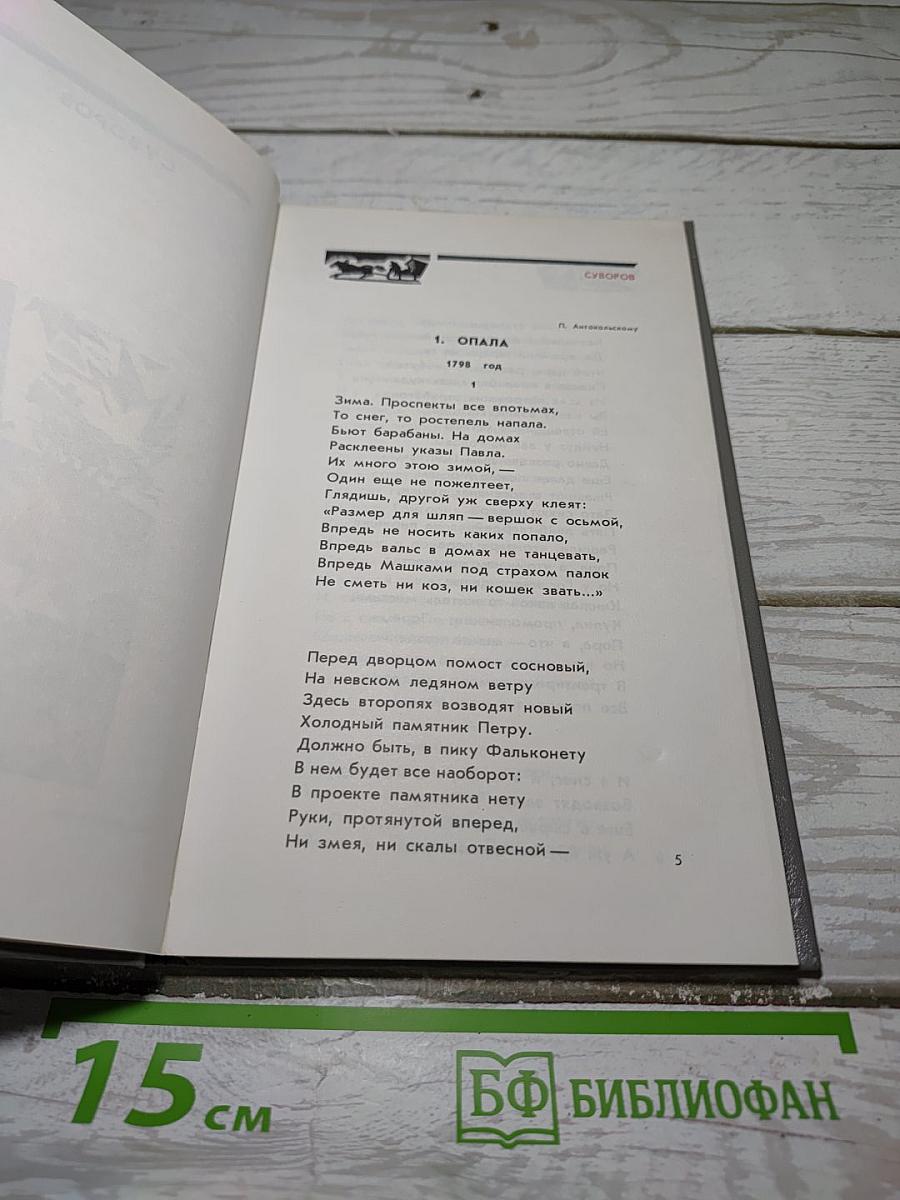 СУВОРОВ
П. Антокольскому
1. ОПАЛА
1798 год
1
Зима. Проспекты все впотьмах,
То снег, то ростепель напала.
Бьют барабаны. На домах
Расклеены указы Павла.
Их много этою зимой, —
Один еще не пожелтеет,
Глядишь, другой уж сверху клеят:
«Размер для шляп — вершок с осьмой,
Впредь не носить каких попало,
Впредь вальс в домах не танцевать,
Впредь Машками под страхом палок
Не сметь ни коз, ни кошек звать...»
Перед дворцом помост сосновый,
На невском ледяном ветру
Здесь второпях возводят новый
Холодный памятник Петру.
Должно быть, в пику Фальконету
В нем будет все наоборот:
В проекте памятника нету
Руки, протянутой вперед,
Ни змея, ни скалы отвесной —
5
15 см
БФ БИБЛИОФАН